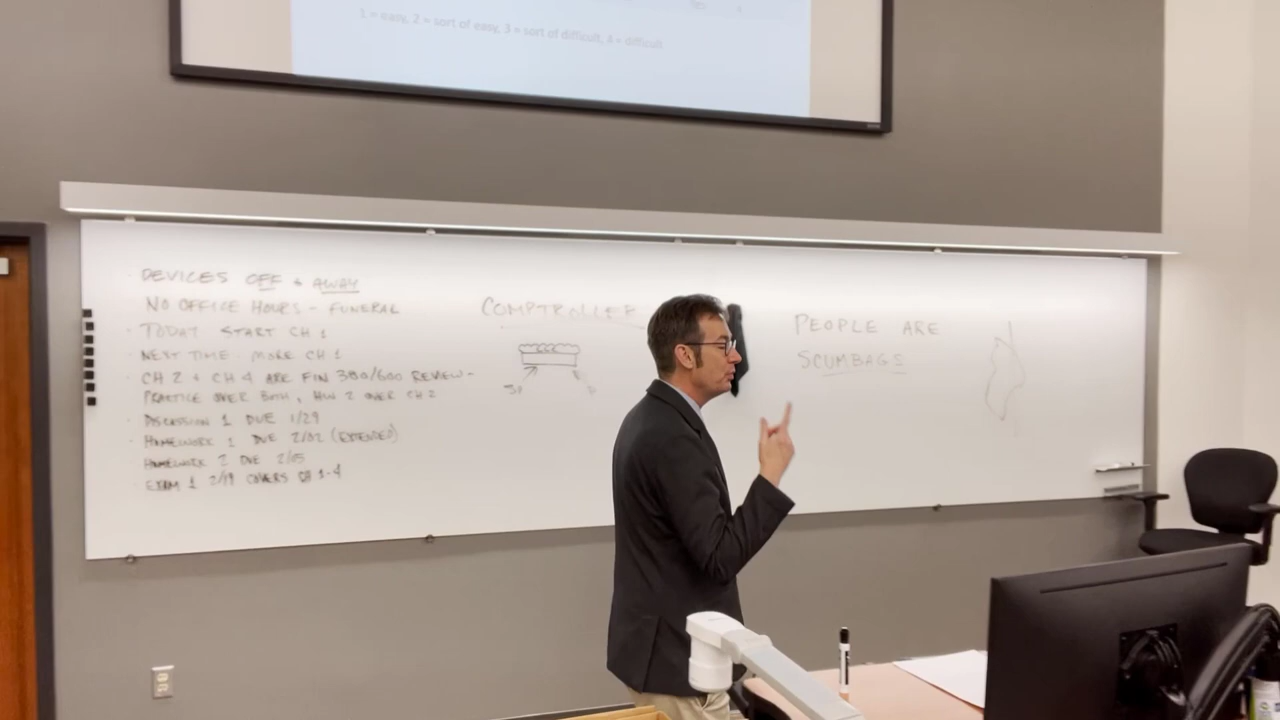 1 = easy, 2 = sort of easy, 3 = sort of difficult, 4 = difficult
DEVICES OFF + AWAY
NO OFFICE HOURS - FUNERAL
TODAY START CH 1
NEXT TIME MORE CH 1
CH 2 + CH 4 ARE FIN 380/600 REVIEW -
PRACTICE OVER BOTH, HW 2 OVER CH 2
DISCUSSION 1 DUE 1/29
HOMEWORK 1 DUE 2/02 (EXTENDED)
HOMEWORK 2 DUE 2/05
EXAM 1 2/19 COVERS CH 1-4
COMPTROLLER
PEOPLE ARE
SCUMBAGS